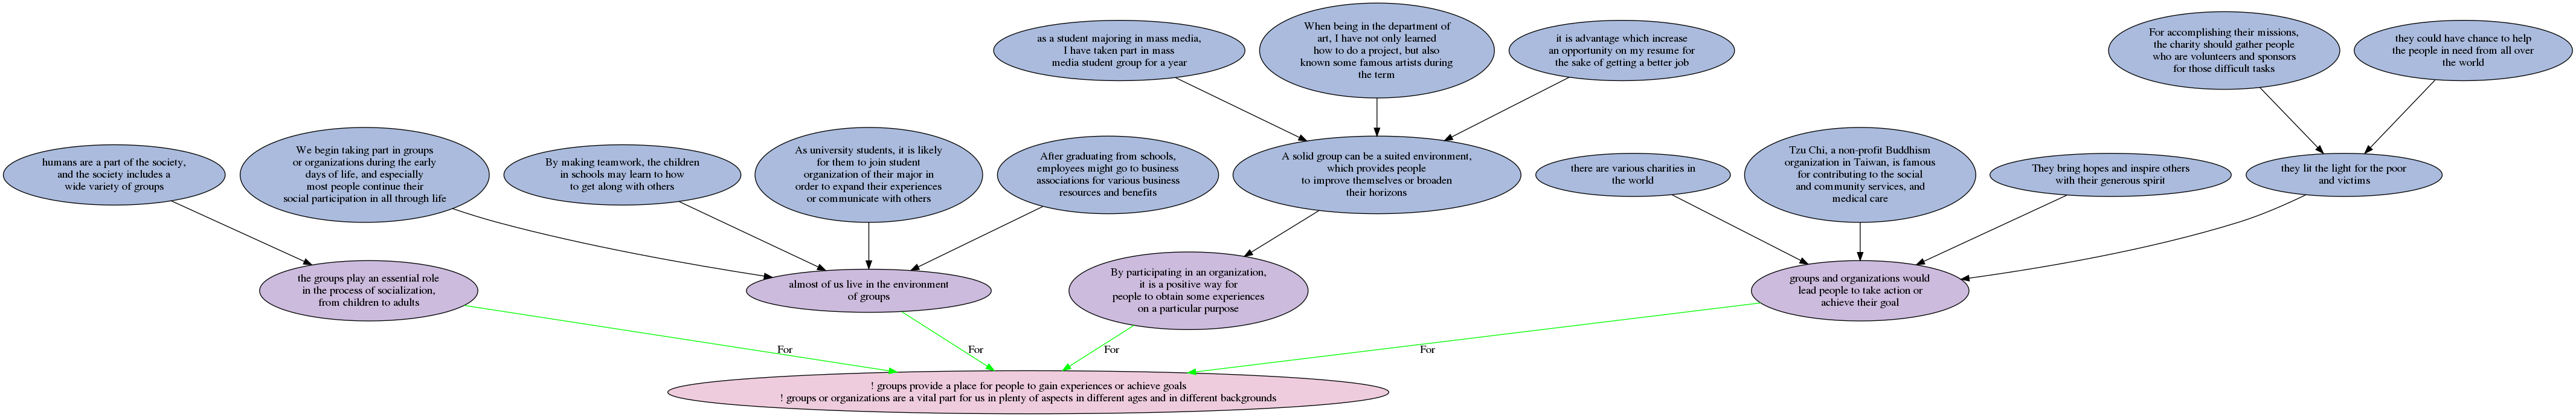 as a student majoring in mass media,
I have taken part in mass
media student group for a year
When being in the department of
art, I have not only learned
how to do a project, but also
known some famous artists during
the term
it is advantage which increase
an opportunity on my resume for
the sake of getting a better job
For accomplishing their missions,
the charity should gather people
who are volunteers and sponsors
for those difficult tasks
they could have chance to help
the people in need from all over
the world
humans are a part of the society,
and the society includes a
wide variety of groups
We begin taking part in groups
or organizations during the early
days of life, and especially
most people continue their
social participation in all through life
By making teamwork, the children
in schools may learn to how
to get along with others
As university students, it is likely
for them to join student
organization of their major in
order to expand their experiences
or communicate with others
After graduating from schools,
employees might go to business
associations for various business
resources and benefits
A solid group can be a suited environment,
which provides people
to improve themselves or broaden
their horizons
there are various charities in
the world
Tzu Chi, a non-profit Buddhism
organization in Taiwan, is famous
for contributing to the social
and community services, and
medical care
They bring hopes and inspire others
with their generous spirit
they lit the light for the poor
and victims
the groups play an essential role
in the process of socialization,
from children to adults
almost of us live in the environment
of groups
By participating in an organization,
it is a positive way for
people to obtain some experiences
on a particular purpose
groups and organizations would
lead people to take action or
achieve their goal
For
For
For
For
! groups provide a place for people to gain experiences or achieve goals
! groups or organizations are a vital part for us in plenty of aspects in different ages and in different backgrounds